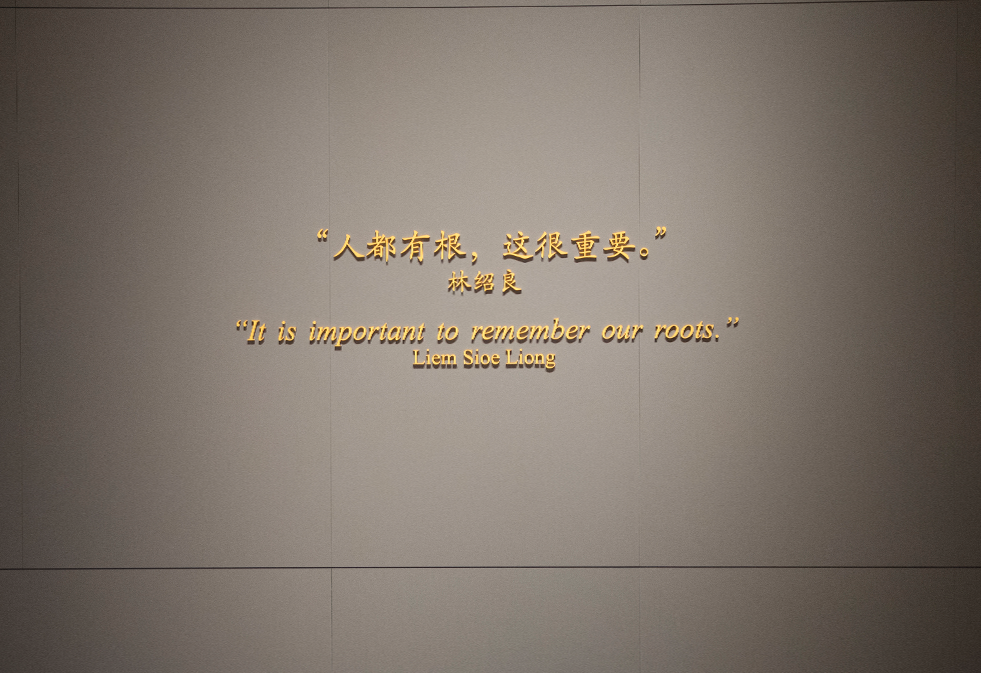 “人都有根，这很重要。”
林绍良
“It is important to remember our roots.”
Liem Sioe Liong